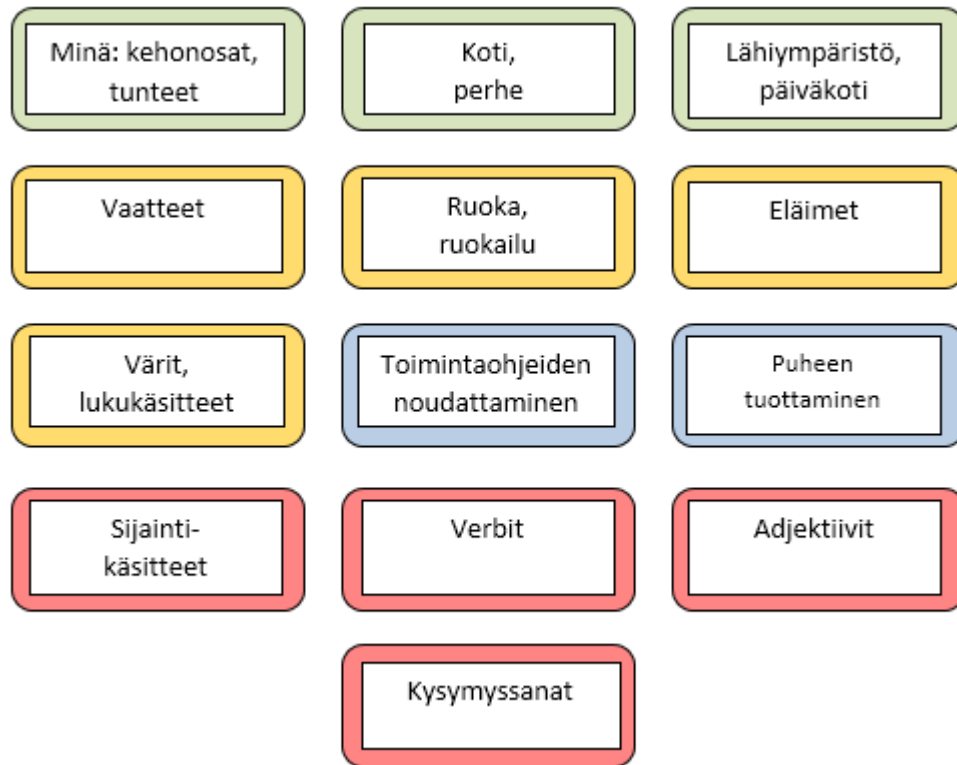 Minä: kehonosat,
tunteet
Koti,
perhe
Lähiympäristö,
päiväkoti
Vaatteet
Ruoka,
ruokailu
Eläimet
Värit,
lukukäsitteet
Toimintaohjeiden
noudattaminen
Puheen
tuottaminen
Sijainti-
käsitteet
Verbit
Adjektiivit
Kysymyssanat